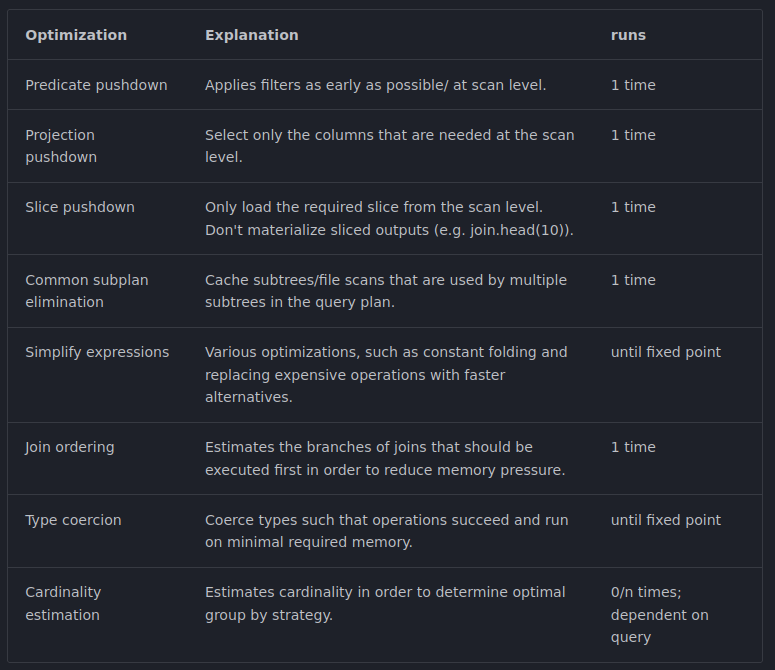 Optimization Explanation runs
Predicate pushdown Applies filters as early as possible/ at scan level. 1 time
Projection Select only the columns that are needed at the scan 1 time
pushdown level.
Slice pushdown Only load the required slice from the scan level. 1 time
Don't materialize sliced outputs (e.g. join.head(10)).
Common subplan Cache subtrees/file scans that are used by multiple 1 time
elimination subtrees in the query plan.
Simplify expressions Various optimizations, such as constant folding and until fixed point
replacing expensive operations with faster
alternatives.
Join ordering Estimates the branches of joins that should be 1 time
executed first in order to reduce memory pressure.
Type coercion Coerce types such that operations succeed and run until fixed point
on minimal required memory.
Cardinality Estimates cardinality in order to determine optimal 0/n times;
estimation group by strategy. dependent on
query